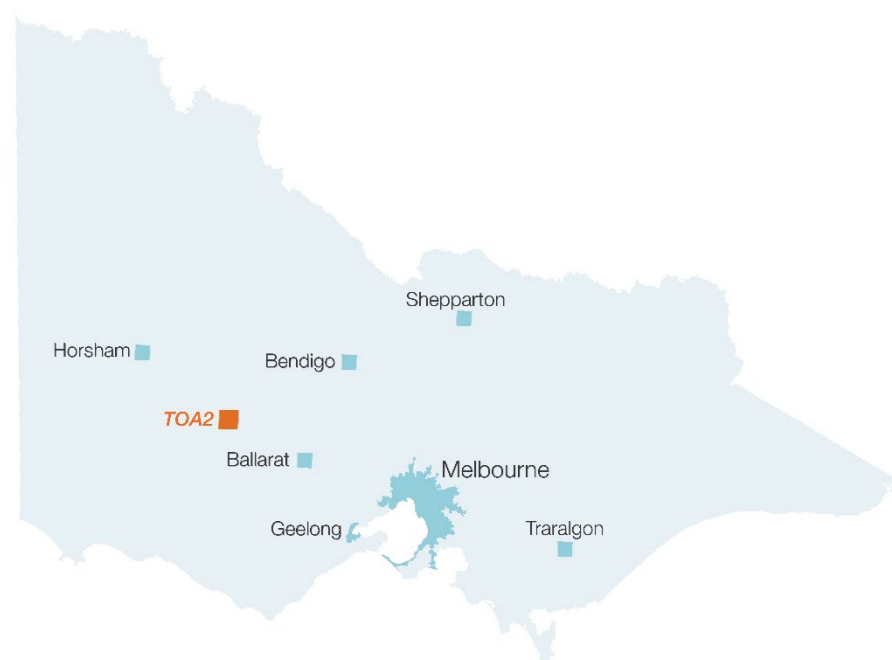 Shepparton
Horsham
Bendigo
TOA2
Ballarat
Melbourne
Geelong
Traralgon